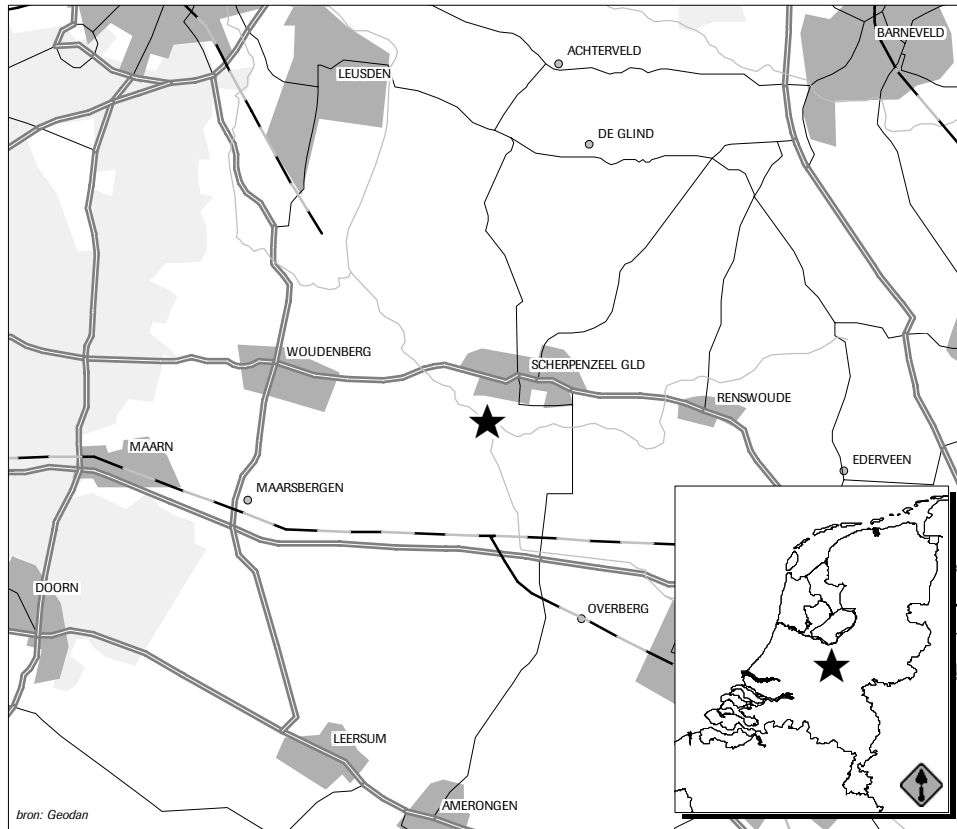 BARNEVELD
ACHTERVELD
LEUSDEN
DE GLIND
WOUDENBERG
SCHERPENZEEL GLD
RENSWOUDE
MAARN
EDERVEEN
MAARSBERGEN
DOORN
OVERBERG
LEERSUM
AMERONGEN
bron: Geodan